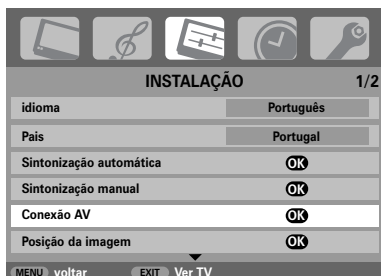 INSTALAÇÃO 1/2
idioma Português
Pais Portugal
Sintonização automática OK
Sintonização manual OK
Conexão AV OK
Posição da imagem OK
MENU voltar EXIT Ver TV